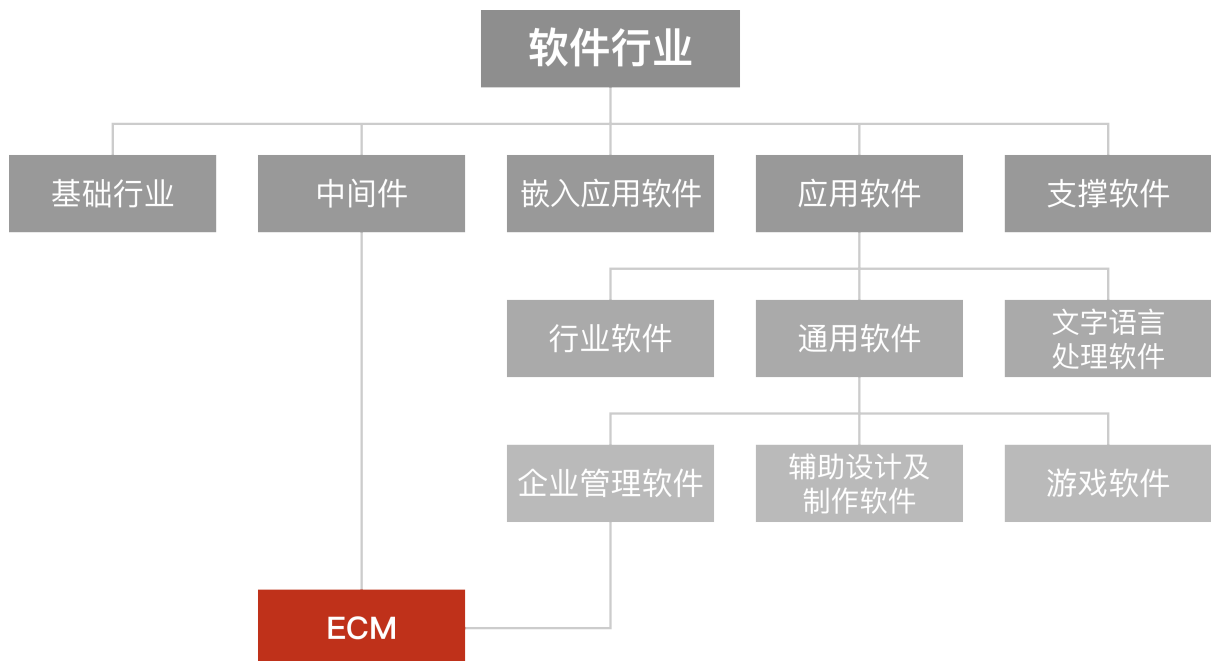 软件行业
基础行业
中间件
嵌入应用软件
应用软件
支撑软件
行业软件
通用软件
文字语言
处理软件
企业管理软件
辅助设计及
制作软件
游戏软件
ECM